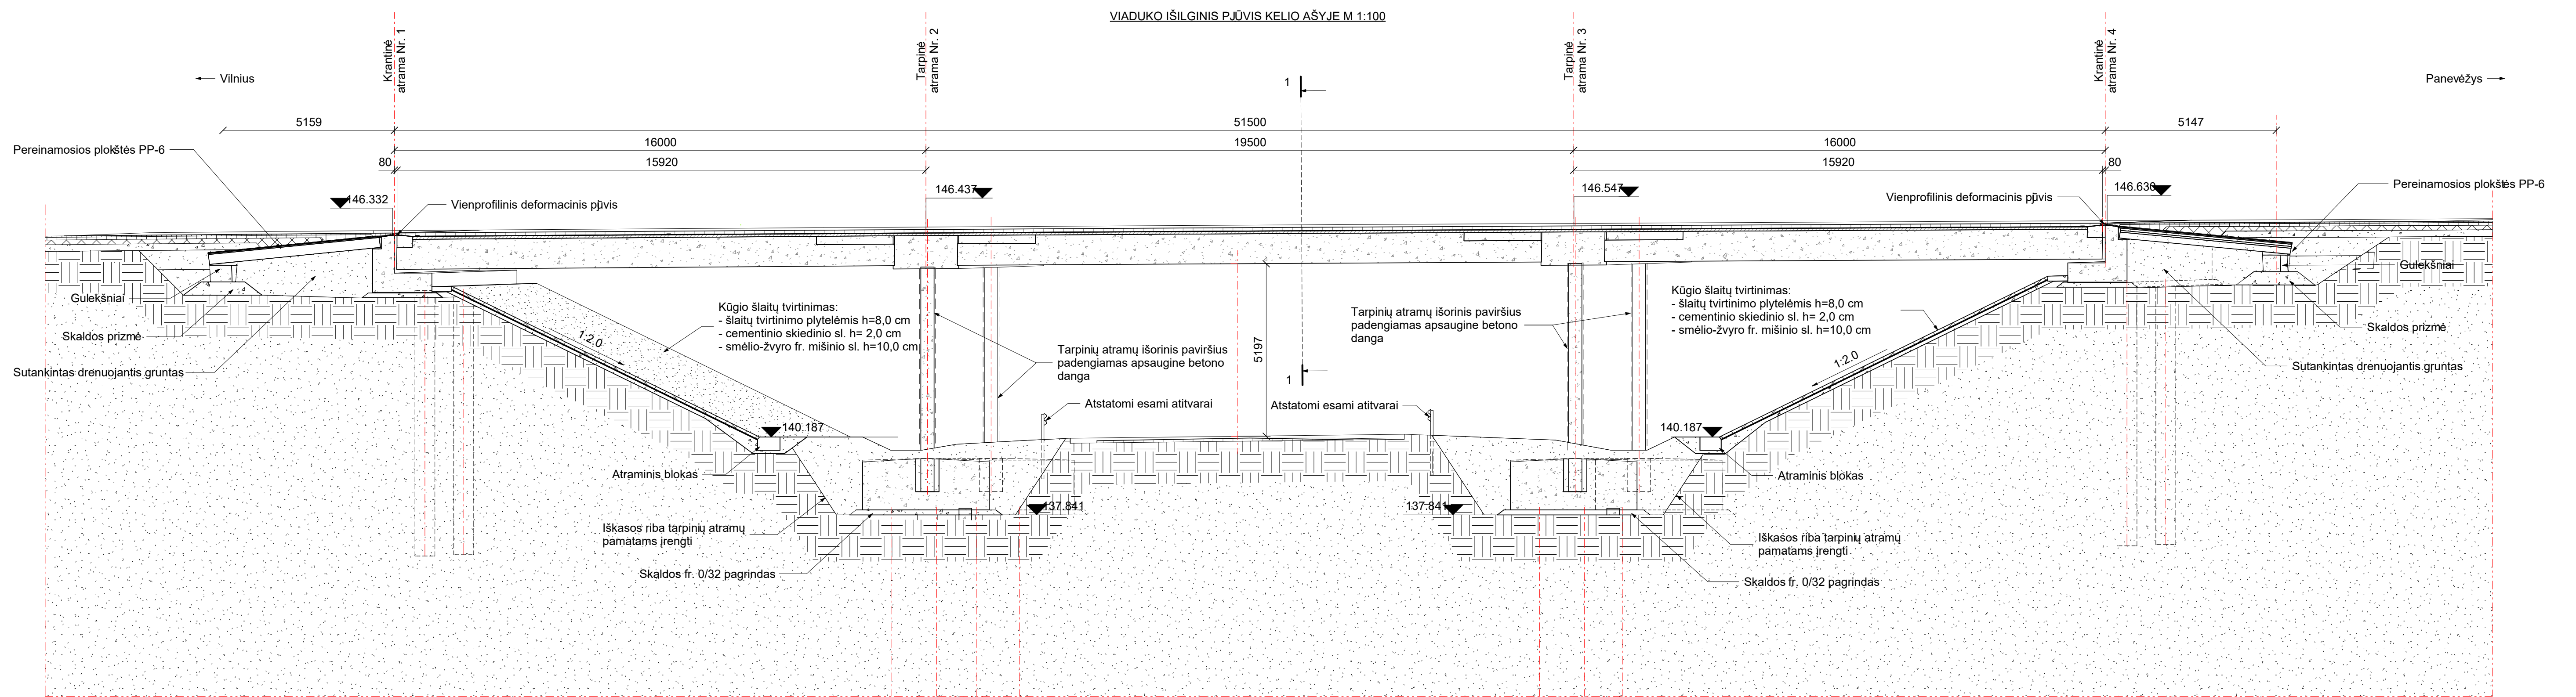 VIADUKO IŠILGINIS PJŪVIS KELIO AŠYJE M 1:100
Krantinė
atrama Nr. 1
Tarpinė
atrama Nr. 2
Tarpinė
atrama Nr. 3
Krantinė
atrama Nr. 4
Vilnius
1
Panevėžys
5159
51500
5147
16000
19500
16000
80
15920
15920
80
Pereinamosios plokštės PP-6
Pereinamosios plokštės PP-6
146.332
146.437
146.547
146.630
Vienprofilinis deformacinis pjūvis
Vienprofilinis deformacinis pjūvis
Gulekšniai
Gulekšniai
Skaldos prizmė
Skaldos prizmė
Sutankintas drenuojantis gruntas
Sutankintas drenuojantis gruntas
1:2.0
Kūgio šlaitų tvirtinimas:
- šlaitų tvirtinimo plytelėmis h=8,0 cm
- cementinio skiedinio sl. h= 2,0 cm
- smėlio-žvyro fr. mišinio sl. h=10,0 cm
Tarpinių atramų išorinis paviršius
padengiamas apsaugine betono
danga
5197
1
Tarpinių atramų išorinis paviršius
padengiamas apsaugine betono
danga
Kūgio šlaitų tvirtinimas:
- šlaitų tvirtinimo plytelėmis h=8,0 cm
- cementinio skiedinio sl. h= 2,0 cm
- smėlio-žvyro fr. mišinio sl. h=10,0 cm
1:2.0
Atstatomi esami atitvarai
Atstatomi esami atitvarai
140.187
140.187
Atraminis blokas
Atraminis blokas
137.841
137.841
Iškasos riba tarpinių atramų
pamatams įrengti
Iškasos riba tarpinių atramų
pamatams įrengti
Skaldos fr. 0/32 pagrindas
Skaldos fr. 0/32 pagrindas